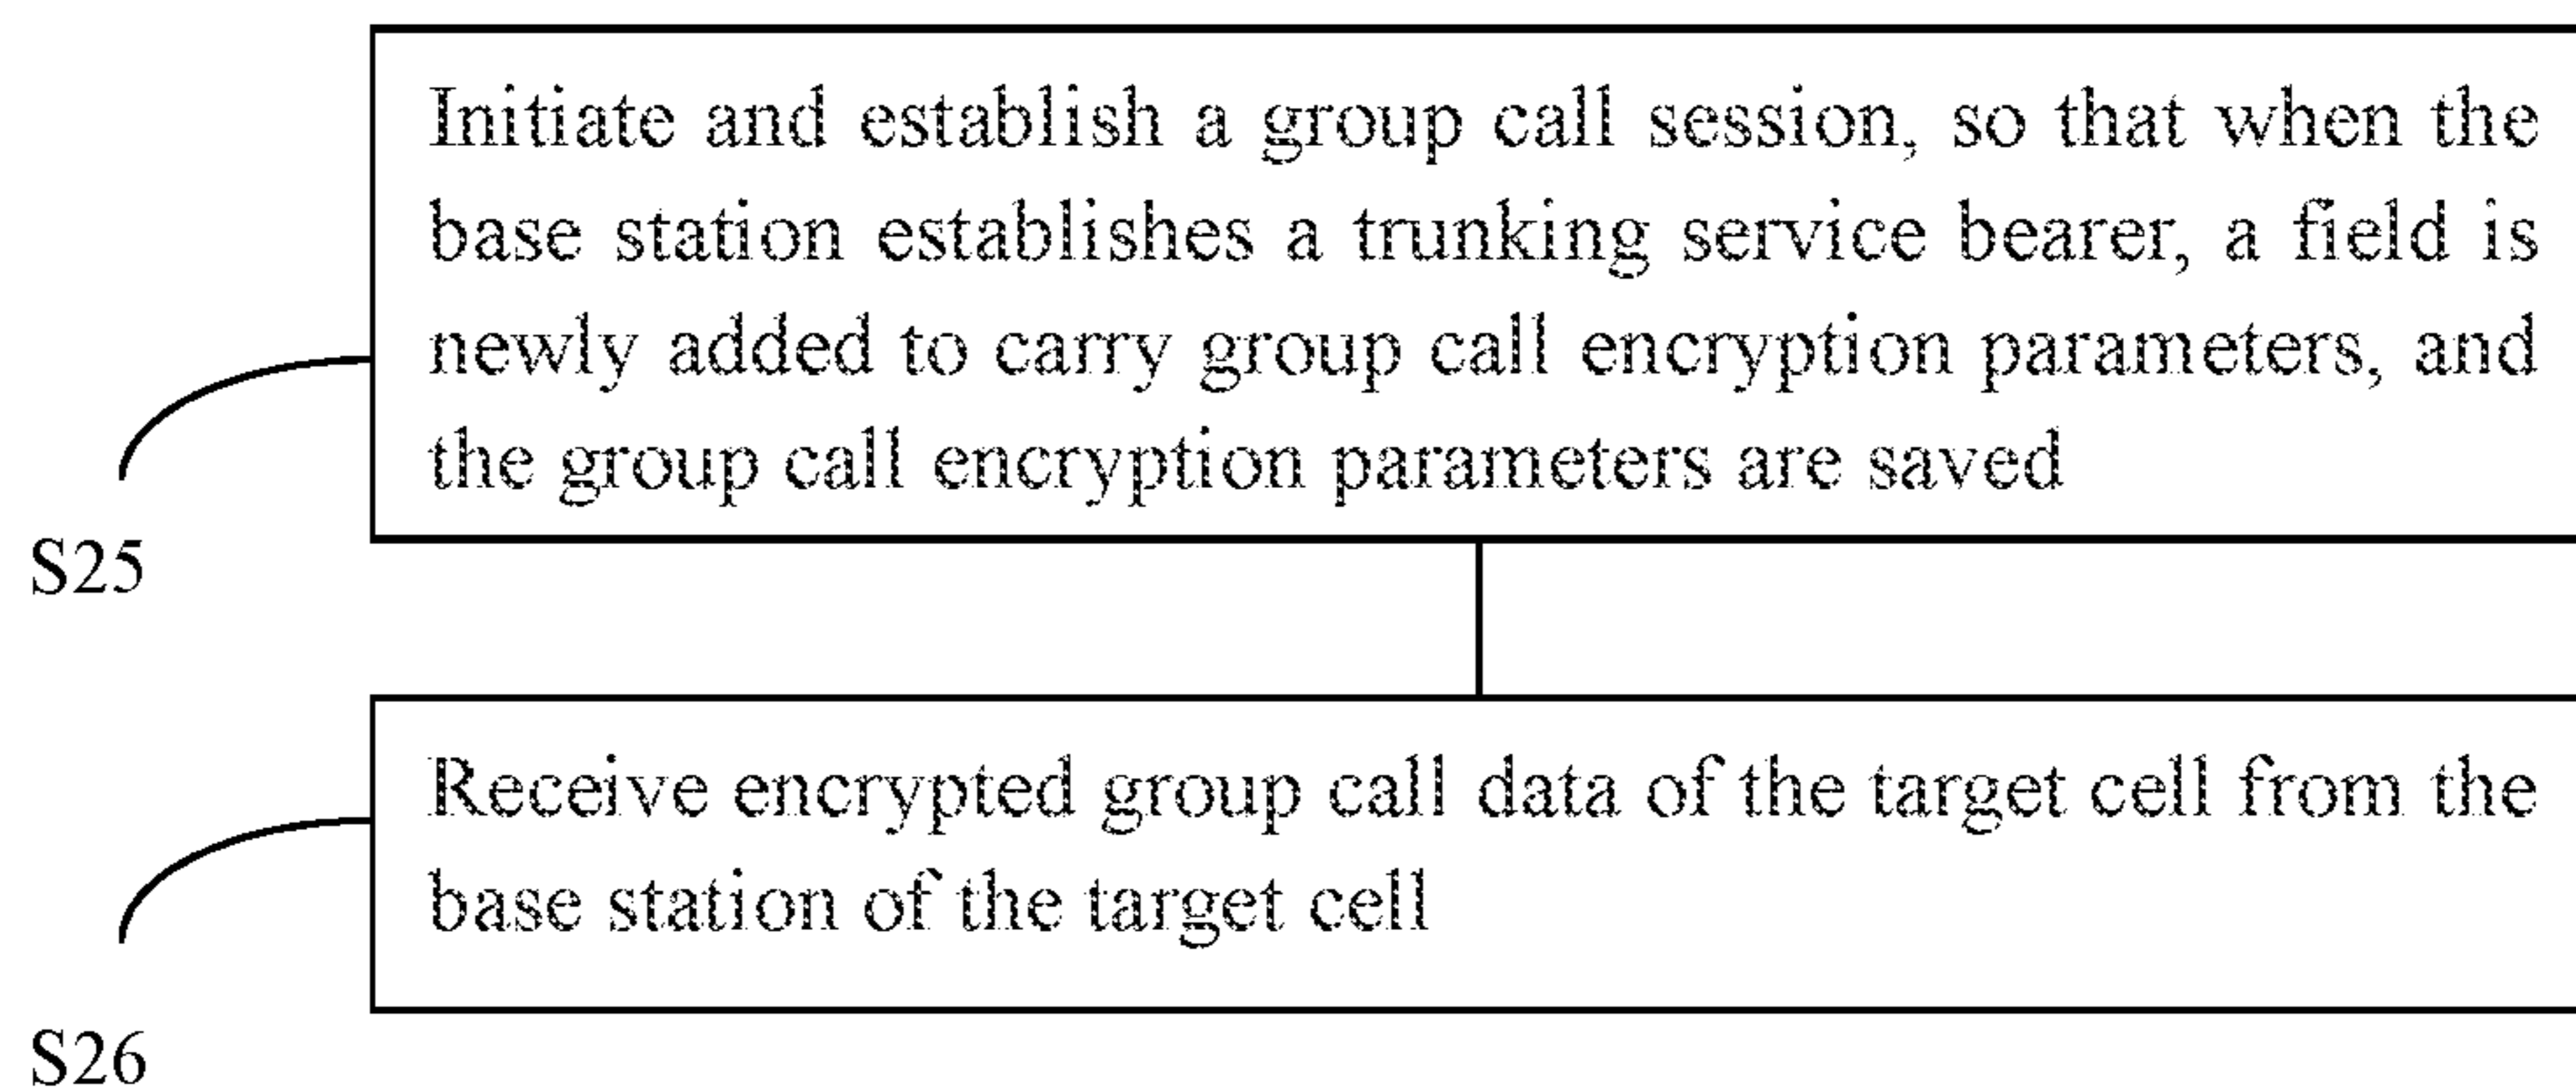 Initiate and establish a group call session, so that when the
base station establishes a trunking service bearer, a field is
newly added to carry group call encryption parameters, and
the group call encryption parameters are saved
S25
Receive encrypted group call data of the target cell from the
base station of the target cell
S26